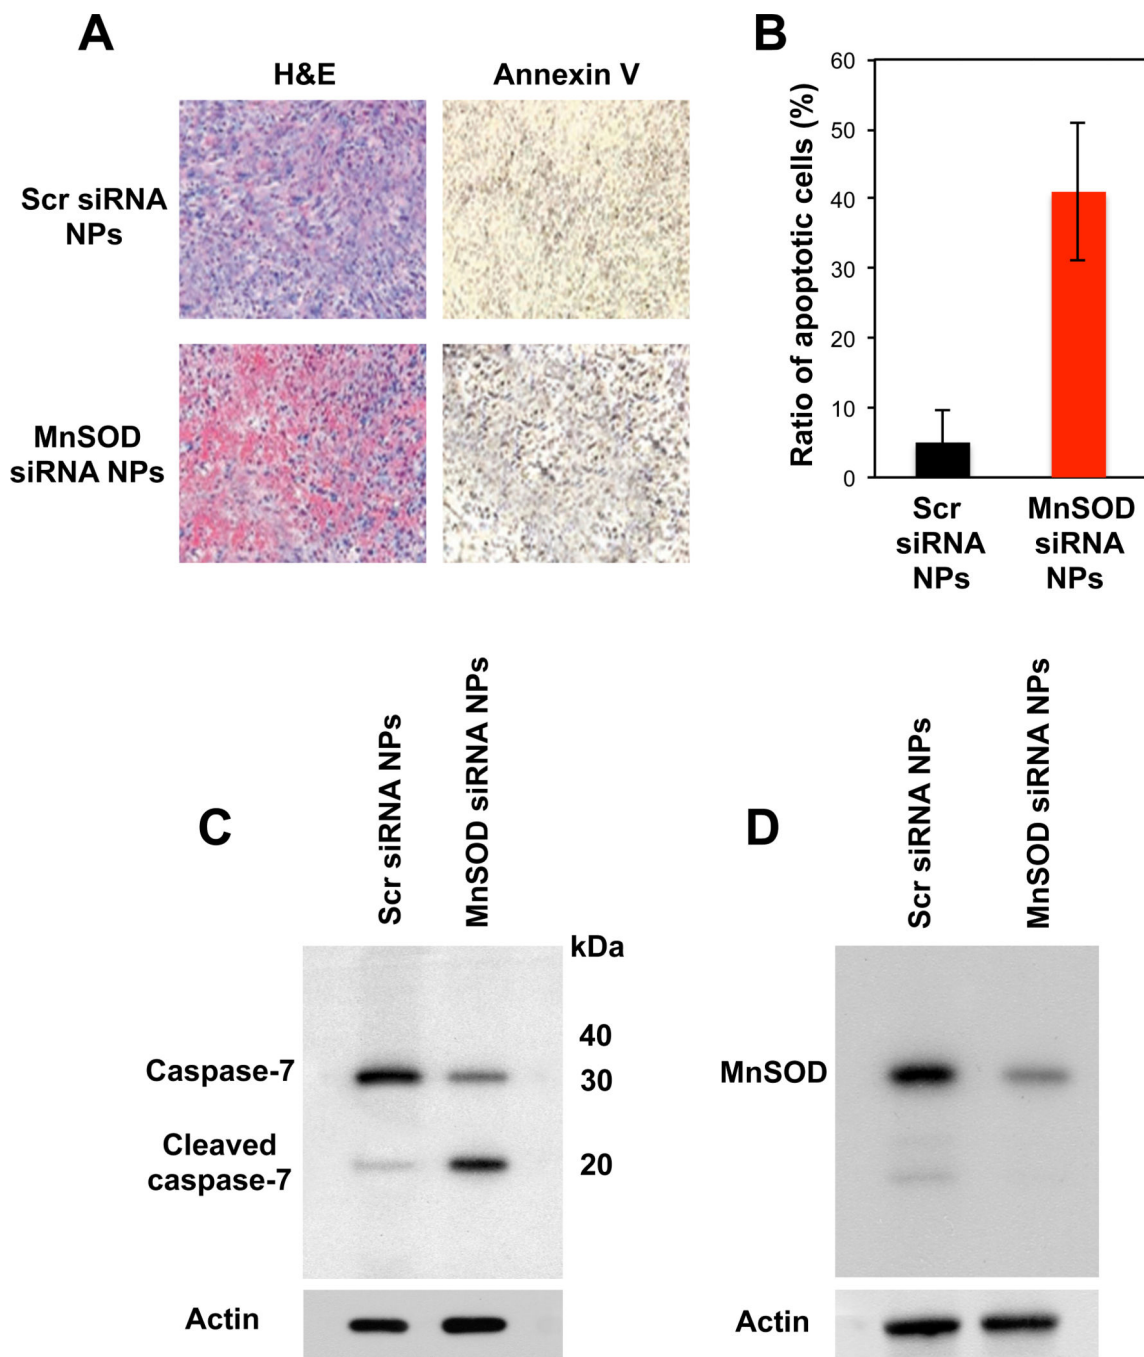 A
H&E
Annexin V
Scr siRNA
NPs
MnSOD
siRNA NPs
B
Ratio of apoptotic cells (%)
60
50
40
30
20
10
0
Scr
siRNA
NPs
MnSOD
siRNA
NPs
C
Scr siRNA NPs
MnSOD siRNA NPs
kDa
40
30
20
Caspase-7
Cleaved
caspase-7
Actin
D
Scr siRNA NPs
MnSOD siRNA NPs
MnSOD
Actin